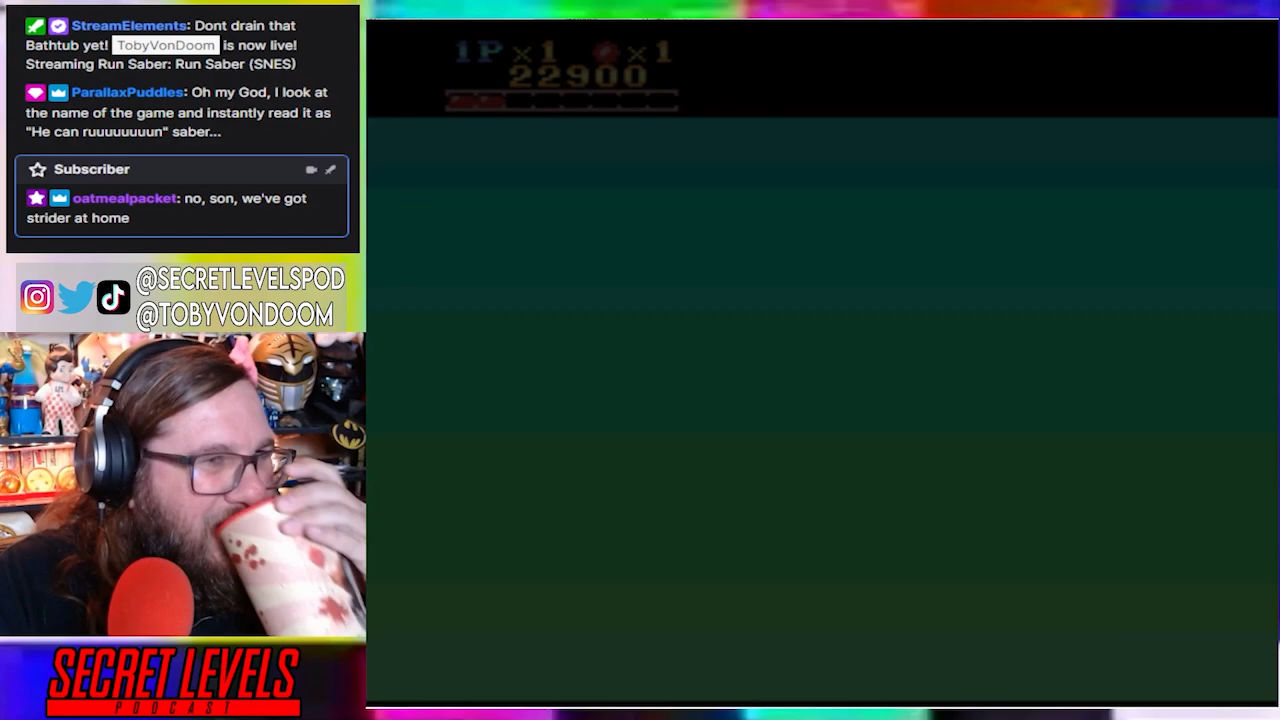 StreamElements: Dont drain that
Bathtub yet! TobyVonDoom is now live!
Streaming Run Saber: Run Saber (SNES)
ParallaxPuddles: Oh my God, I look at
the name of the game and instantly read it as
"He can ruuuuuuuun" saber...
Subscriber
oatmealpacket: no, son, we've got
strider at home
@SECRETLEVELSPOD
@TOBYVONDOOM
SECRET LEVELS
PODCAST
1P x1 x1
22900